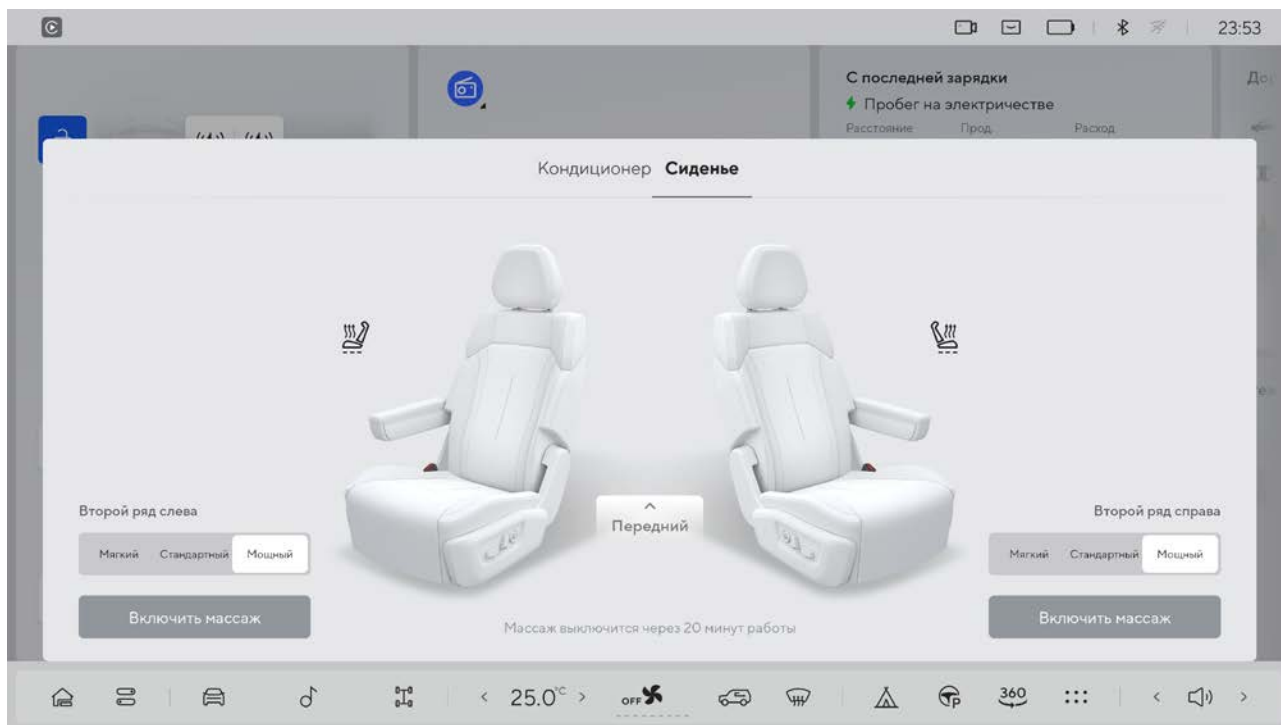 23:53
С последней зарядки
Пробег на электричестве
Расстояние Прод. Расход
До
Кондиционер Сиденье
Передний
Второй ряд слева
Мягкий Стандартный Мощный
Включить массаж
Второй ряд справа
Мягкий Стандартный Мощный
Включить массаж
Массаж выключится через 20 минут работы
25.0°C
OFF
P
360